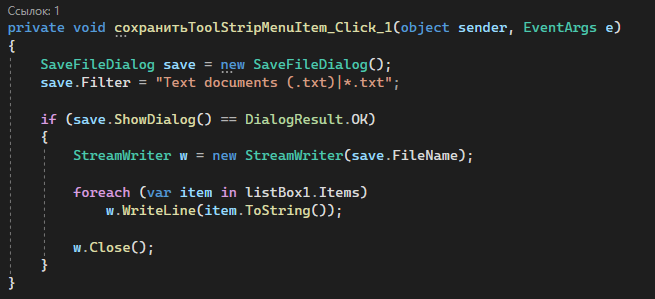 Ссылок: 1
private void сохранитьToolStripMenuItem_Click_1(object sender, EventArgs e)
{
    SaveFileDialog save = new SaveFileDialog();
    save.Filter = "Text documents (.txt)|*.txt";

    if (save.ShowDialog() == DialogResult.OK)
    {
        StreamWriter w = new StreamWriter(save.FileName);

        foreach (var item in listBox1.Items)
            w.WriteLine(item.ToString());

        w.Close();
    }
}